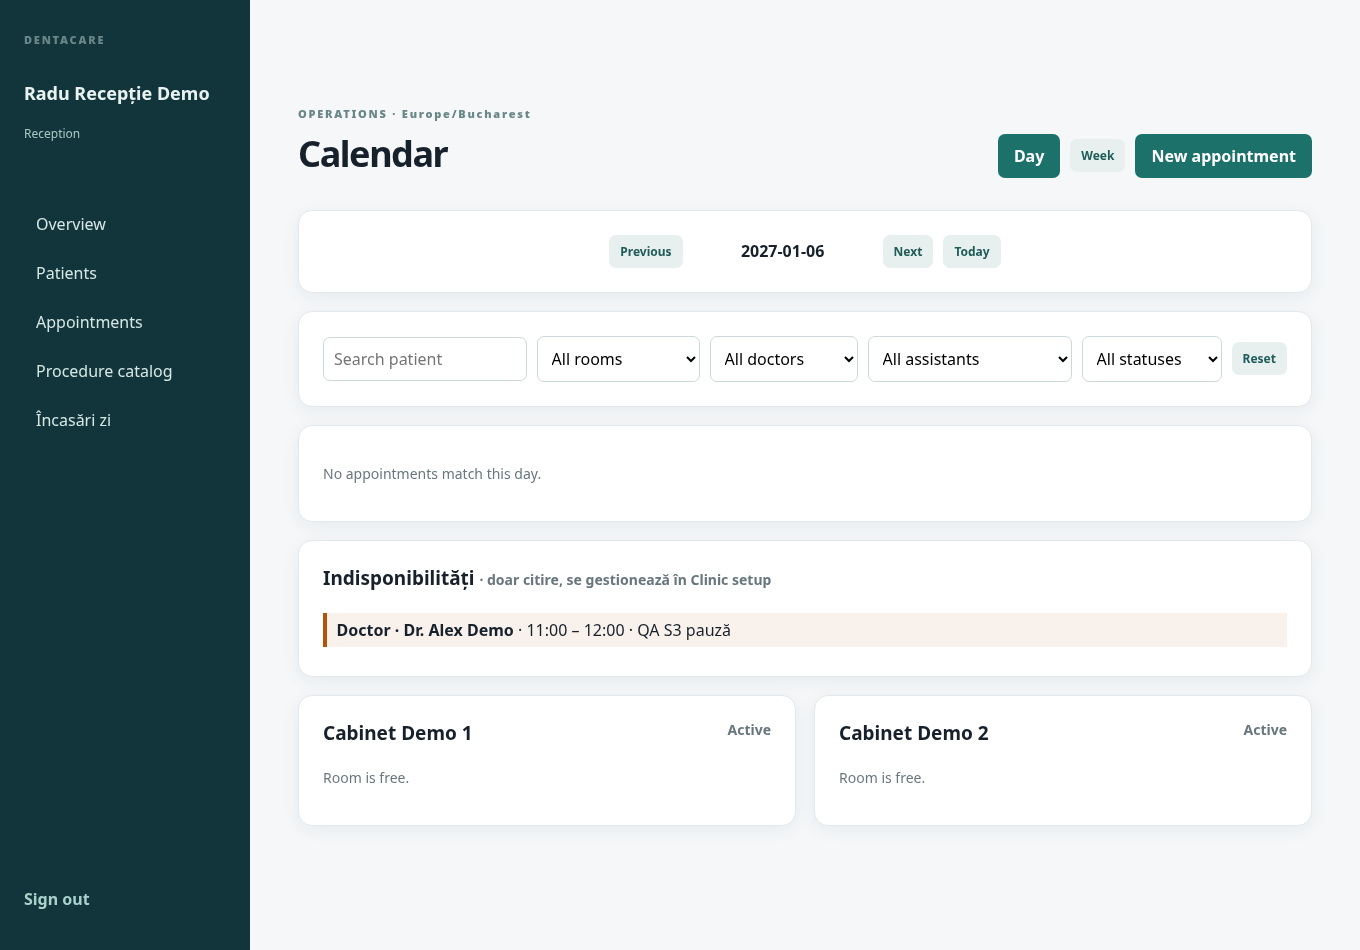 DENTACARE
Radu Recepție Demo
Reception
Overview
Patients
Appointments
Procedure catalog
Încasări zi
Sign out
OPERATIONS · Europe/Bucharest
Calendar
Day
Week
New appointment
Previous
2027-01-06
Next
Today
Search patient
All rooms
All doctors
All assistants
All statuses
Reset
No appointments match this day.
Indisponibilități · doar citire, se gestionează în Clinic setup
Doctor · Dr. Alex Demo · 11:00 – 12:00 · QA S3 pauză
Cabinet Demo 1
Active
Room is free.
Cabinet Demo 2
Active
Room is free.